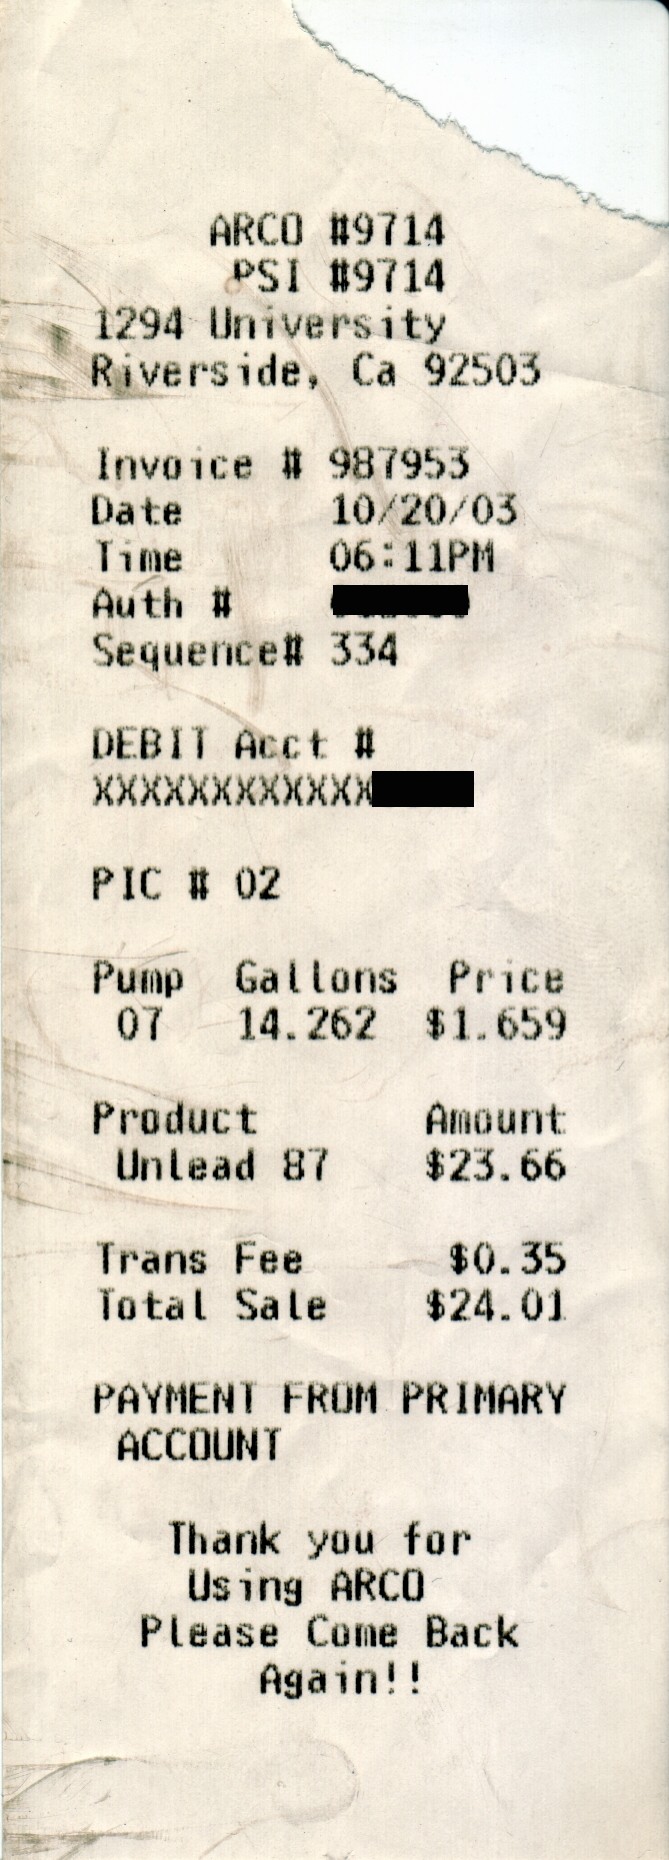 ARCO #9714
PSI #9714
1294 University
Riverside, Ca 92503
Invoice # 987953
Date 10/20/03
Time 06:11PM
Auth #
Sequence# 334
DEBIT Acct #
XXXXXXXXXXXX
PIC # 02
Pump Gallons Price
07 14.262 $1.659
Product Amount
Unlead 87 $23.66
Trans Fee $0.35
Total Sale $24.01
PAYMENT FROM PRIMARY
ACCOUNT
Thank you for
Using ARCO
Please Come Back
Again!!